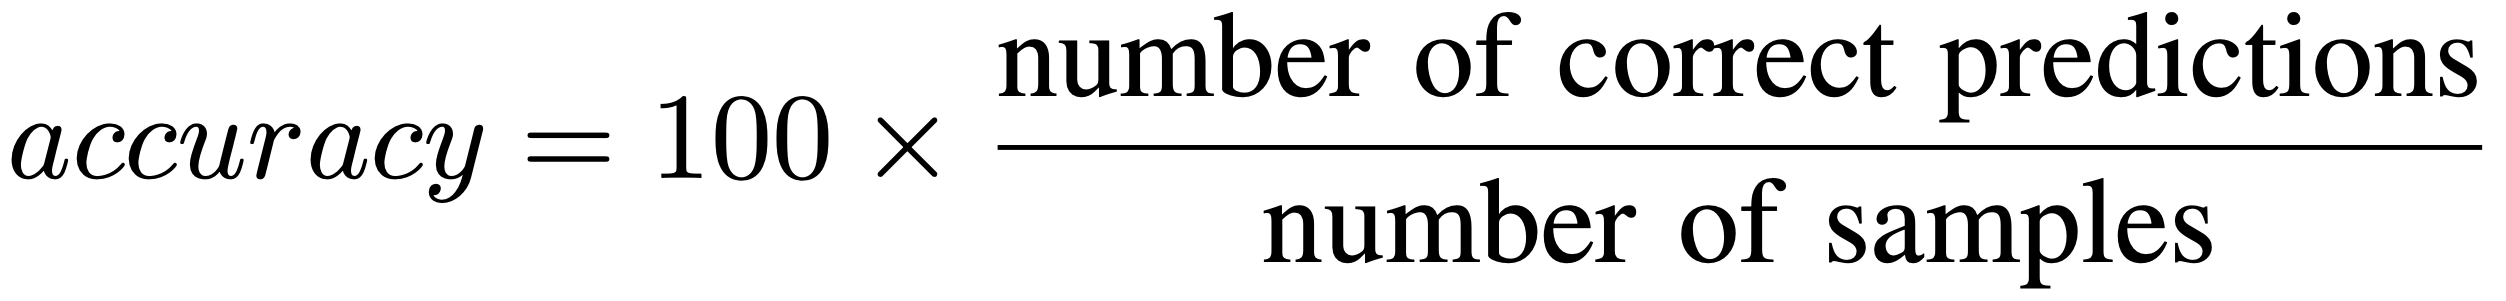 accuracy = 100 × number of correct predictions / number of samples